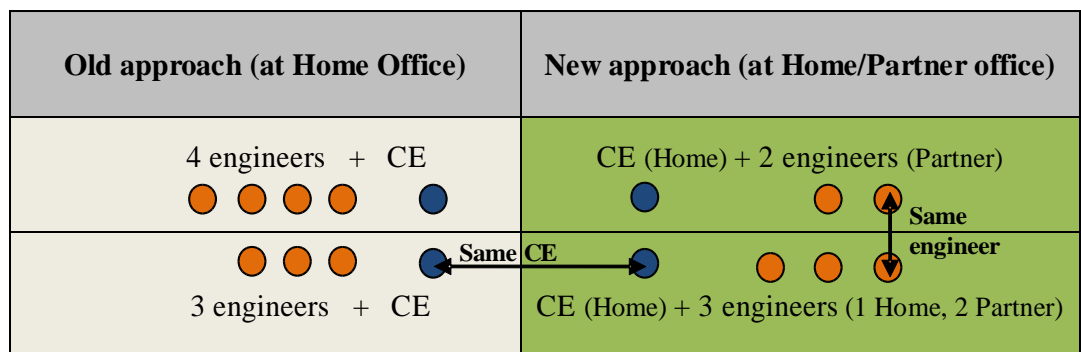 Old approach (at Home Office)
New approach (at Home/Partner office)
4 engineers + CE
CE (Home) + 2 engineers (Partner)
Same CE
Same
engineer
3 engineers + CE
CE (Home) + 3 engineers (1 Home, 2 Partner)